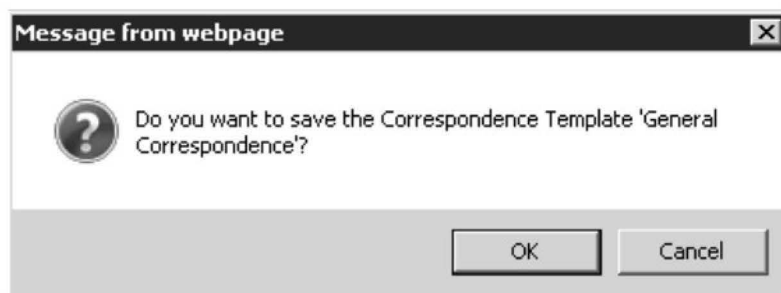 Message from webpage
Do you want to save the Correspondence Template 'General
Correspondence'?
OK
Cancel